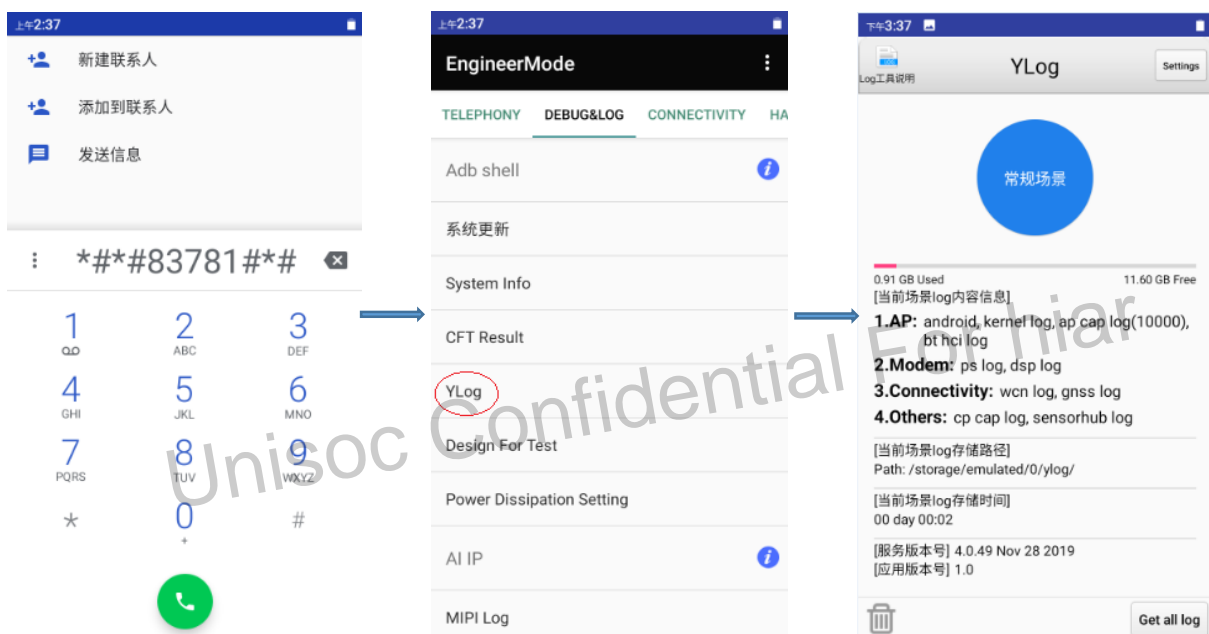 上午2:37
新建联系人
添加到联系人
发送信息
*#*#83781#*#
1
2
ABC
3
DEF
4
GHI
5
JKL
6
MNO
7
PQRS
8
TUV
9
WXYZ
*
0
+
#
上午2:37
EngineerMode
TELEPHONY DEBUG&LOG CONNECTIVITY HA
Adb shell
系统更新
System Info
CFT Result
YLog
Design For Test
Power Dissipation Setting
AI IP
MIPI Log
下午3:37
Log工具说明
YLog
Settings
常规场景
0.91 GB Used 11.60 GB Free
[当前场景log内容信息]
1.AP: android, kernel log, ap cap log(10000),
bt hci log
2.Modem: ps log, dsp log
3.Connectivity: wcn log, gnss log
4.Others: cp cap log, sensorhub log
[当前场景log存储路径]
Path: /storage/emulated/0/ylog/
[当前场景log存储时间]
00 day 00:02
[服务版本号] 4.0.49 Nov 28 2019
[应用版本号] 1.0
Get all log
Unisoc Confidential For hiar